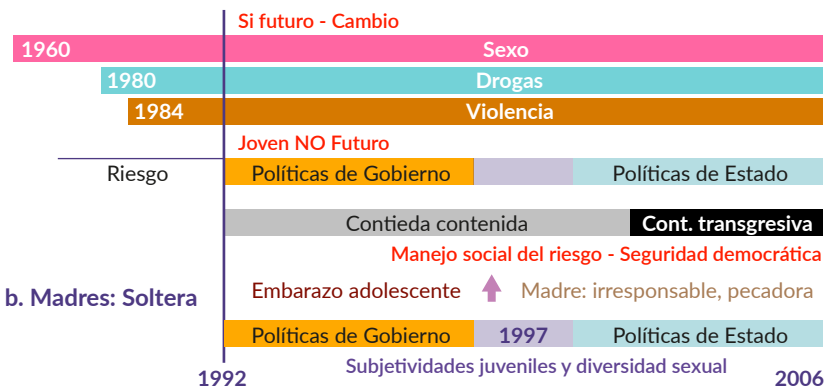 Si futuro - Cambio
1960 Sexo
1980 Drogas
1984 Violencia
Joven NO Futuro
Riesgo Políticas de Gobierno Políticas de Estado
Contieda contenida Cont. transgresiva
Manejo social del riesgo - Seguridad democrática
b. Madres: Soltera Embarazo adolescente Madre: irresponsable, pecadora
Políticas de Gobierno 1997 Políticas de Estado
Subjetividades juveniles y diversidad sexual
1992 2006